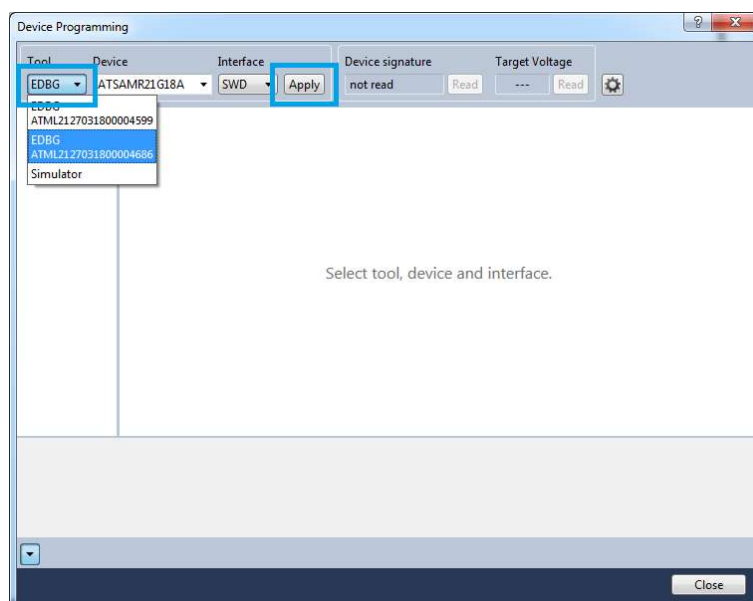 Device Programming
Tool Device Interface Device signature Target Voltage
EDBG ATSAMR21G18A SWD Apply not read Read --- Read
EDBG
ATML2127031800004599
EDBG
ATML2127031800004686
Simulator
Select tool, device and interface.
Close